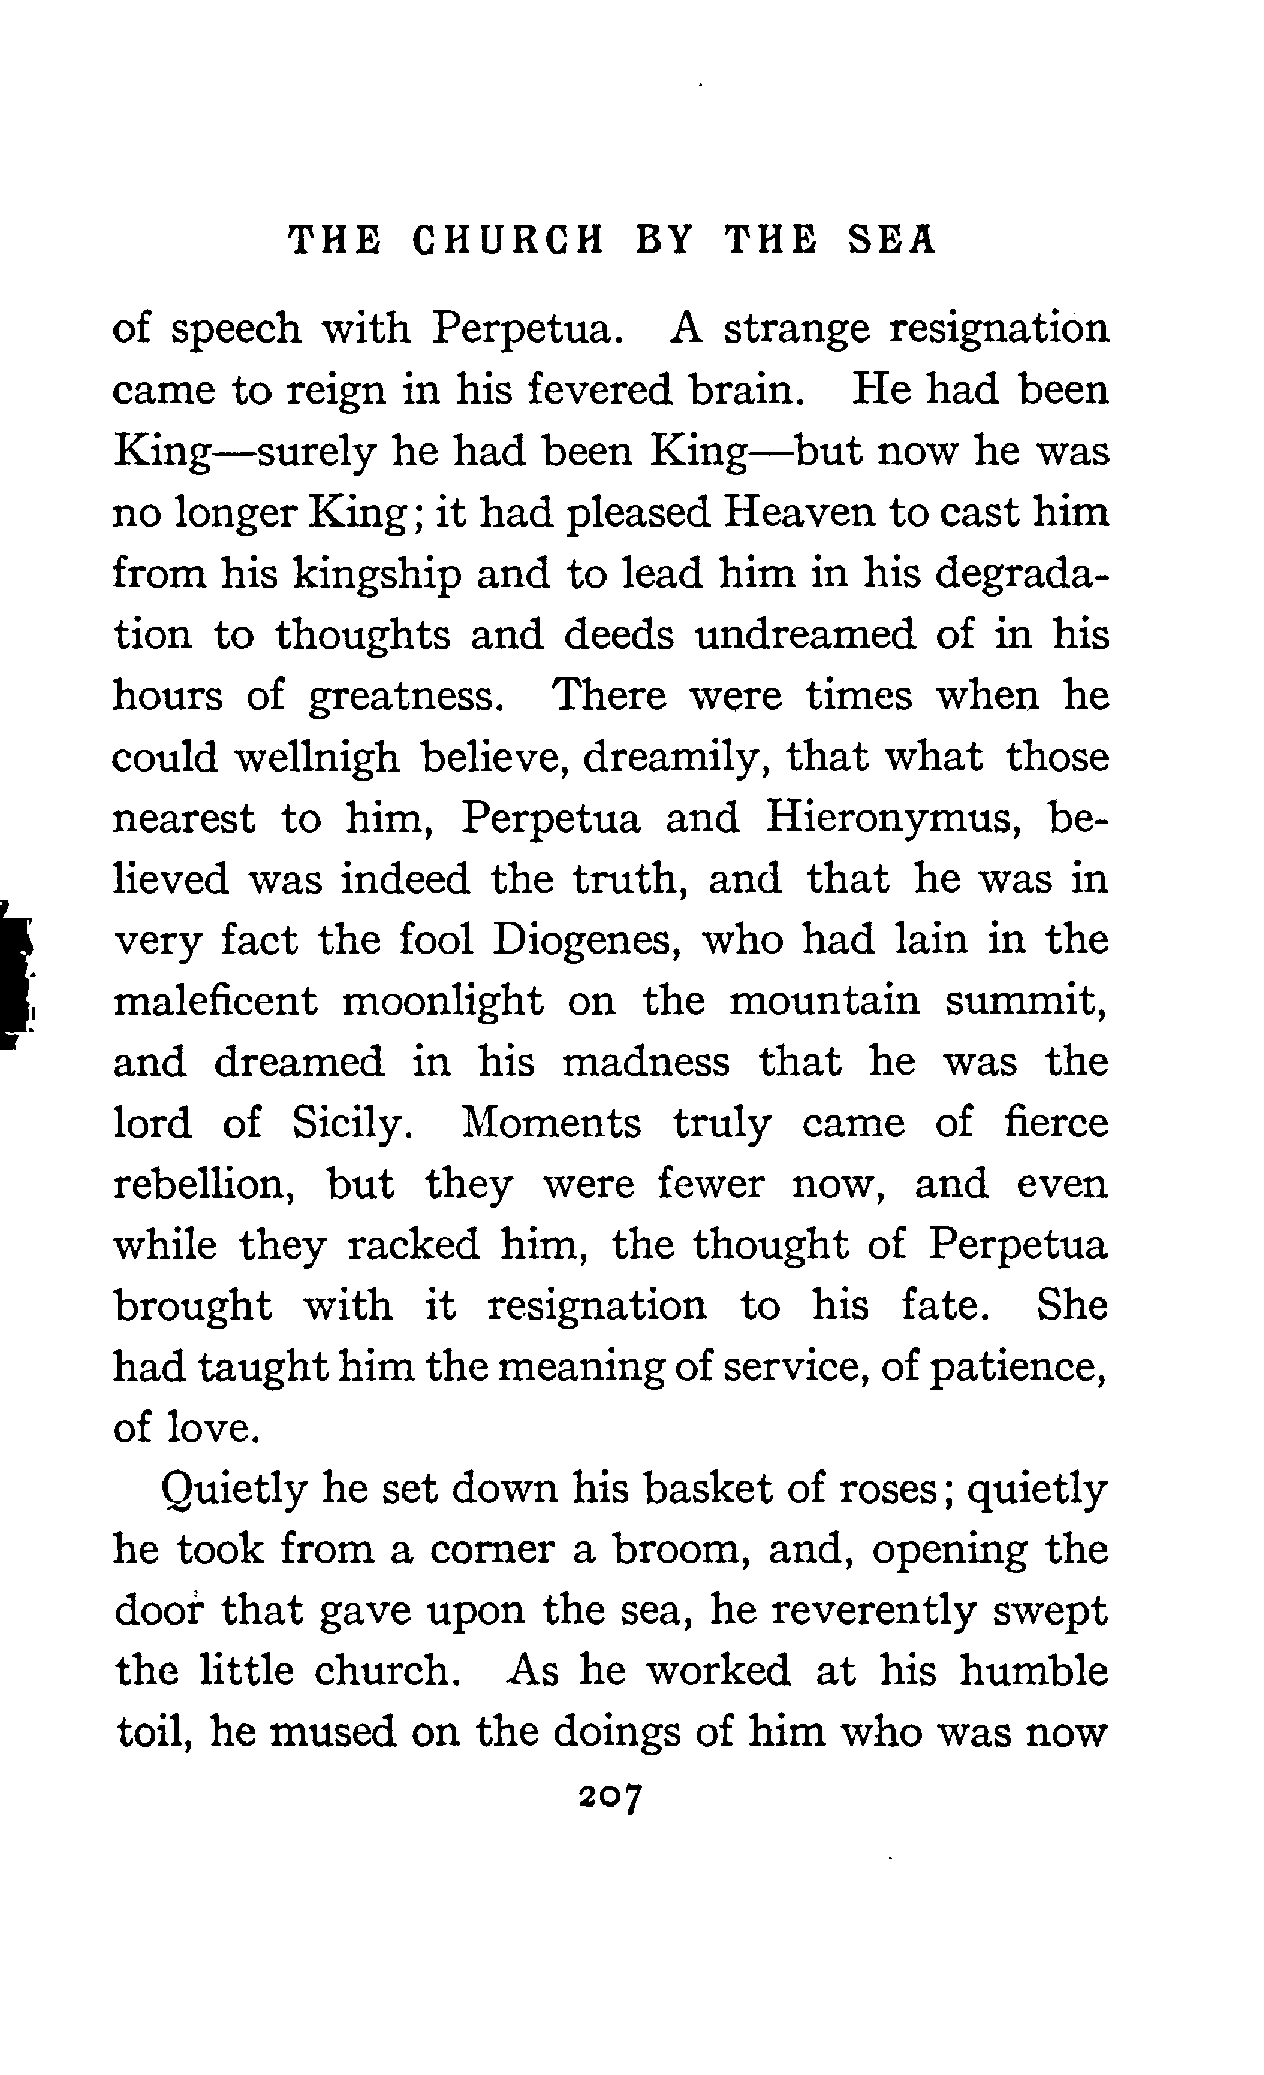 THE CHURCH BY THE SEA
of speech with Perpetua. A strange resignation
came to reign in his fevered brain. He had been
King—surely he had been King—but now he was
no longer King; it had pleased Heaven to cast him
from his kingship and to lead him in his degrada-
tion to thoughts and deeds undreamed of in his
hours of greatness. There were times when he
could wellnigh believe, dreamily, that what those
nearest to him, Perpetua and Hieronymus, be-
lieved was indeed the truth, and that he was in
very fact the fool Diogenes, who had lain in the
maleficent moonlight on the mountain summit,
and dreamed in his madness that he was the
lord of Sicily. Moments truly came of fierce
rebellion, but they were fewer now, and even
while they racked him, the thought of Perpetua
brought with it resignation to his fate. She
had taught him the meaning of service, of patience,
of love.
Quietly he set down his basket of roses; quietly
he took from a corner a broom, and, opening the
door that gave upon the sea, he reverently swept
the little church. As he worked at his humble
toil, he mused on the doings of him who was now
207